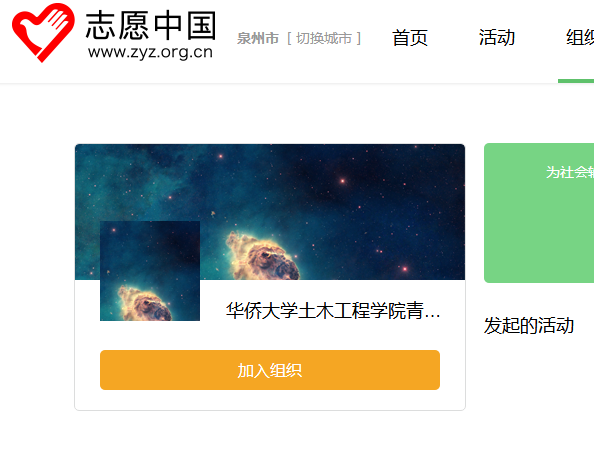 志愿中国
www.zyz.org.cn
泉州市 [ 切换城市 ] 首页 活动 组织
为社会
华侨大学土木工程学院青...
发起的活动
加入组织